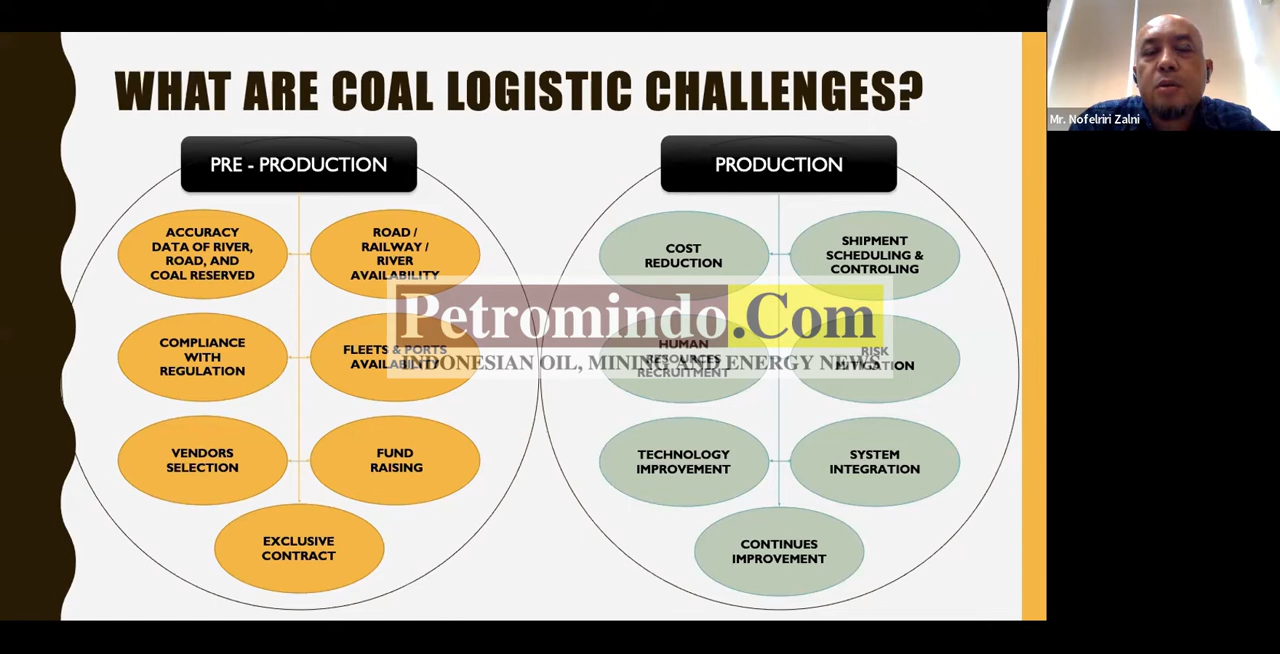 WHAT ARE COAL LOGISTIC CHALLENGES?
Mr. Nofelriri Zalni
PRE - PRODUCTION
ACCURACY
DATA OF RIVER,
ROAD, AND
COAL RESERVED
ROAD /
RAILWAY /
RIVER
AVAILABILITY
COMPLIANCE
WITH
REGULATION
FLEETS & PORTS
AVAILABILITY
VENDORS
SELECTION
FUND
RAISING
EXCLUSIVE
CONTRACT
PRODUCTION
COST
REDUCTION
SHIPMENT
SCHEDULING &
CONTROLING
HUMAN
RESOURCES
RECRUITMENT
RISK
MITIGATION
TECHNOLOGY
IMPROVEMENT
SYSTEM
INTEGRATION
CONTINUES
IMPROVEMENT
Petromindo.Com
INDONESIAN OIL, MINING AND ENERGY NEWS